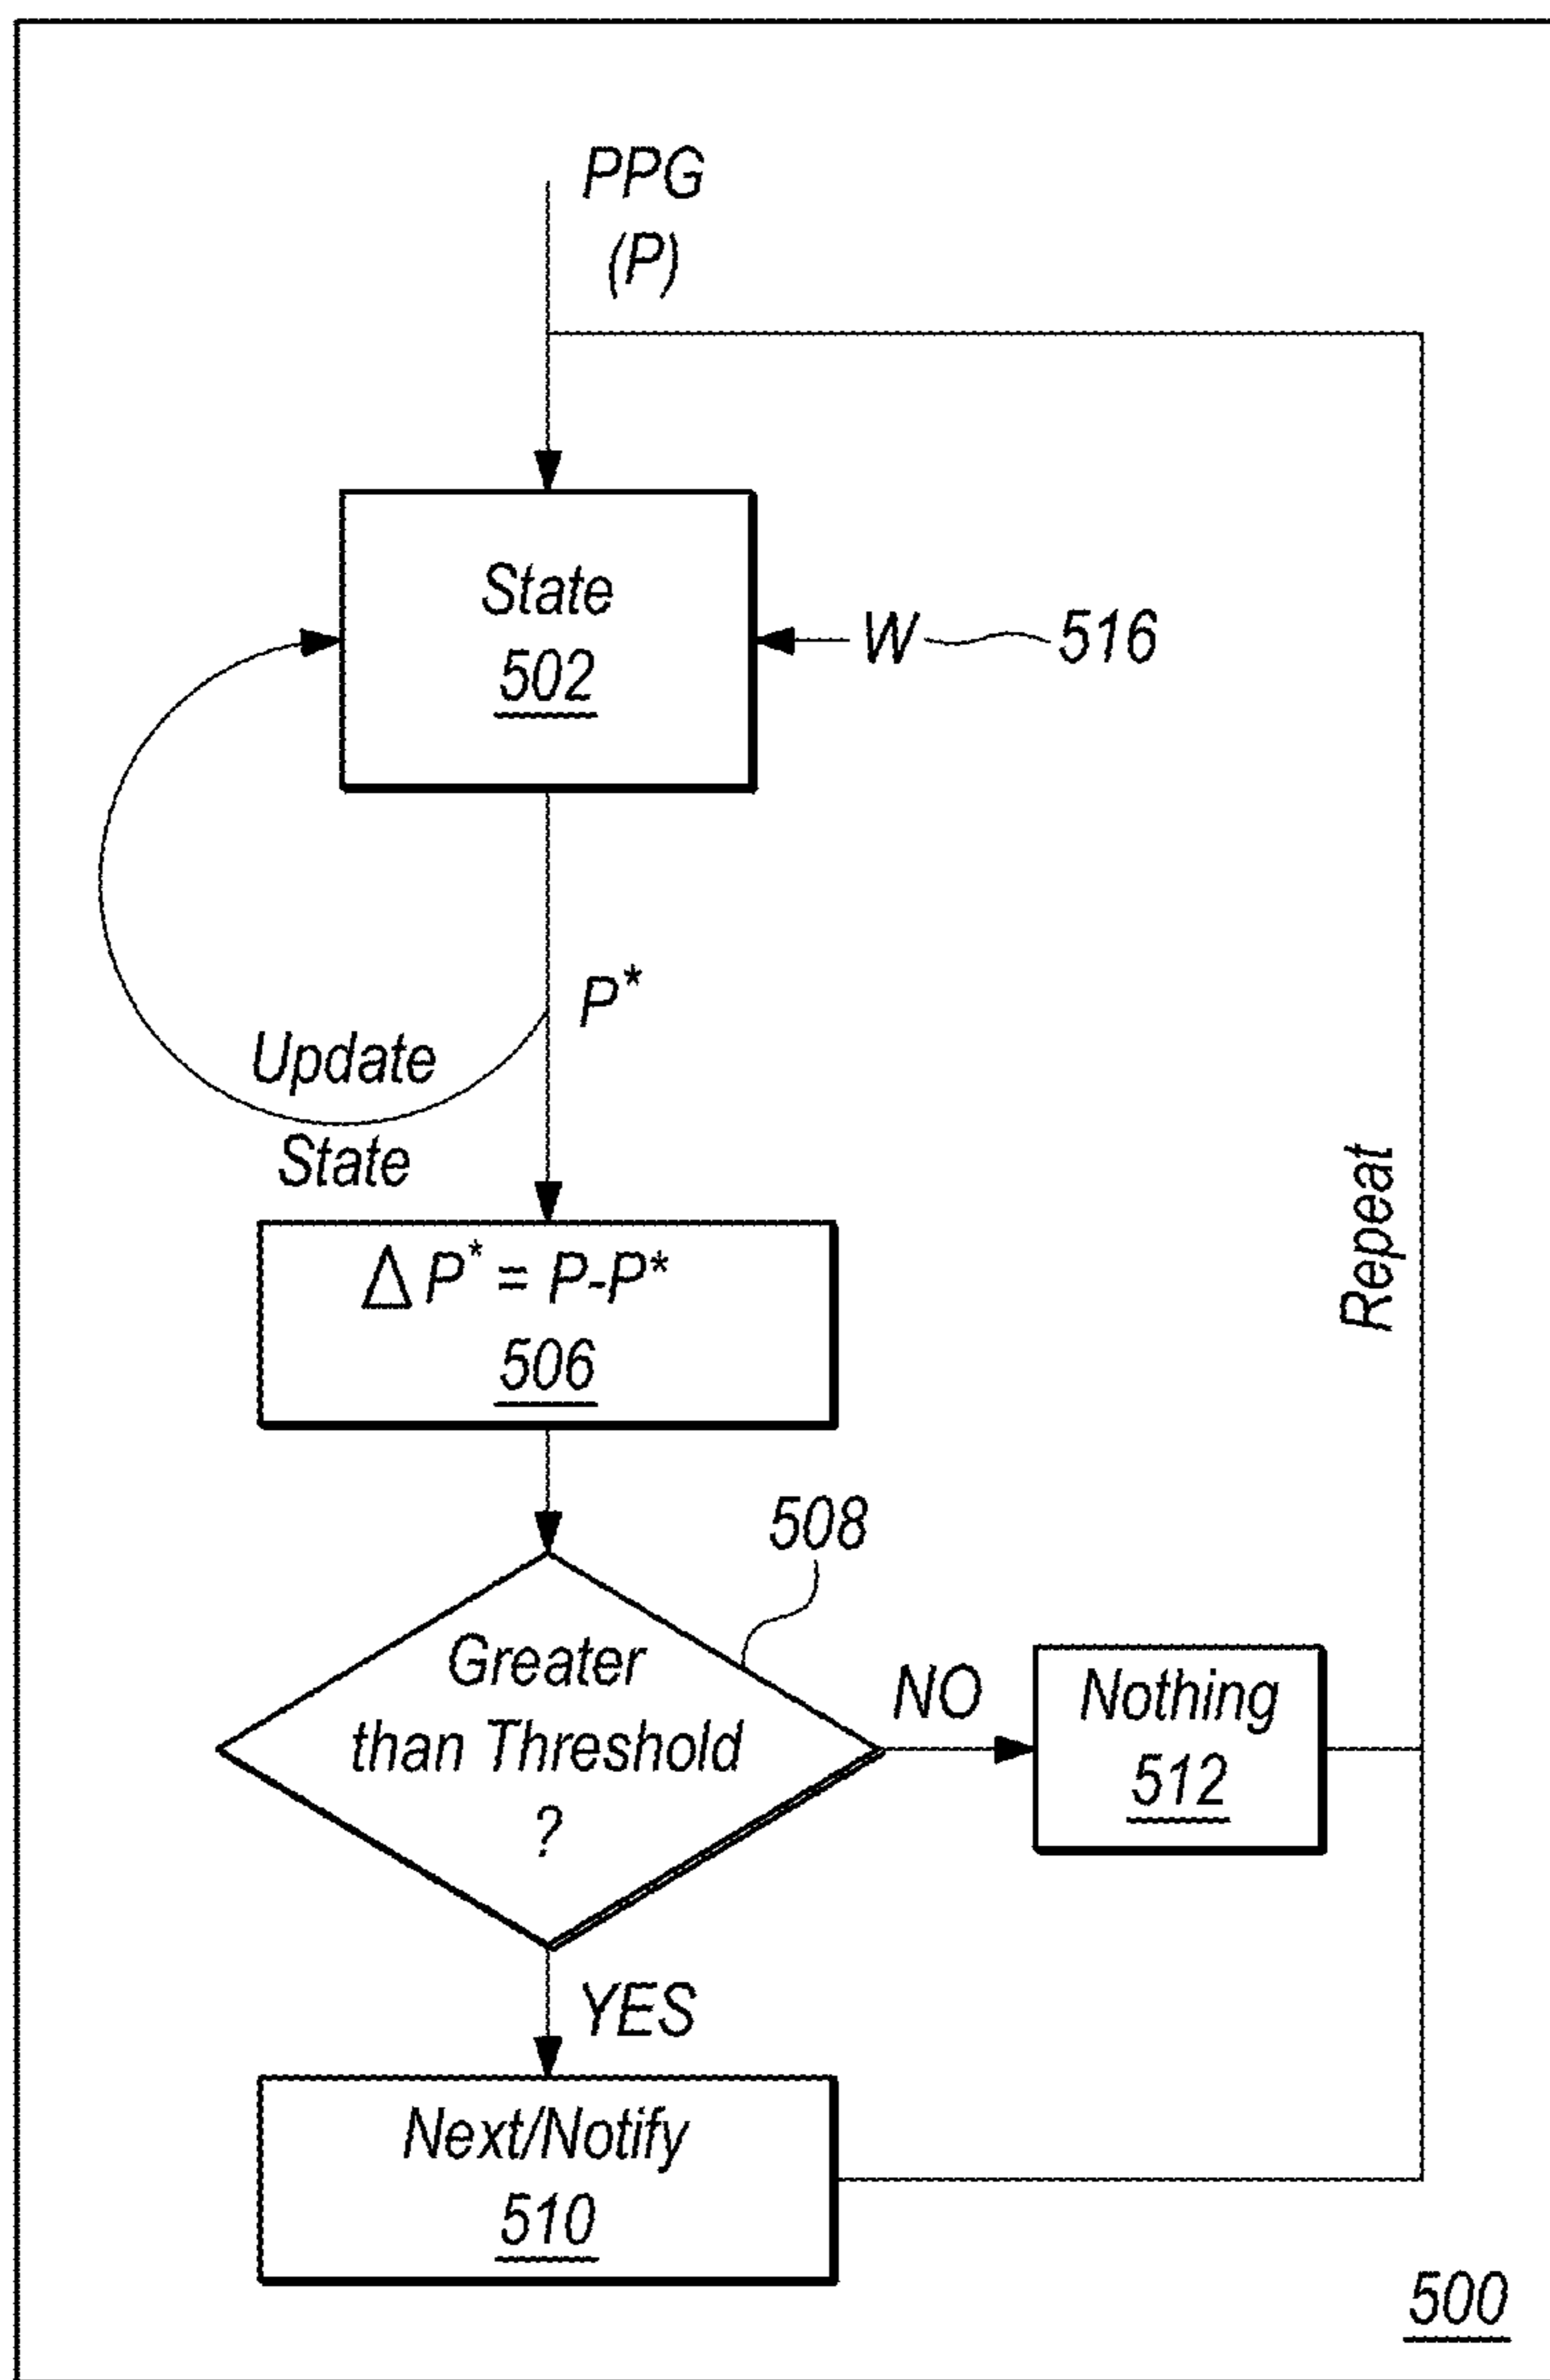 PPG
(P)
State
502
W
516
P*
Update
State
Δ P* = P-P*
506
508
Greater
than Threshold
?
NO
Nothing
512
Repeat
YES
Next/Notify
510
500